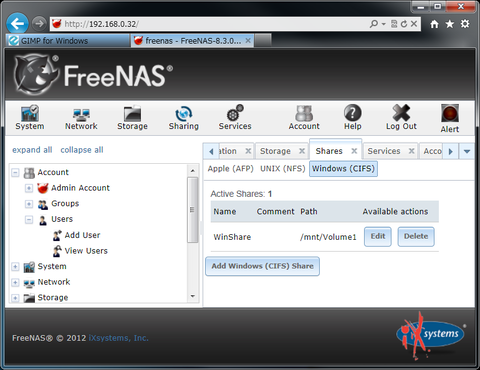 http://192.168.0.32/
GIMP for Windows
freenas - FreeNAS-8.3.0...
FreeNAS®
System
Network
Storage
Sharing
Services
Account
Help
Log Out
Alert
expand all
collapse all
Account
Admin Account
Groups
Users
Add User
View Users
System
Network
Storage
ation
Storage
Shares
Services
Acco
Apple (AFP)
UNIX (NFS)
Windows (CIFS)
Active Shares: 1
Name Comment Path Available actions
WinShare /mnt/Volume1 Edit Delete
Add Windows (CIFS) Share
FreeNAS® © 2012 iXsystems, Inc.
iXsystems